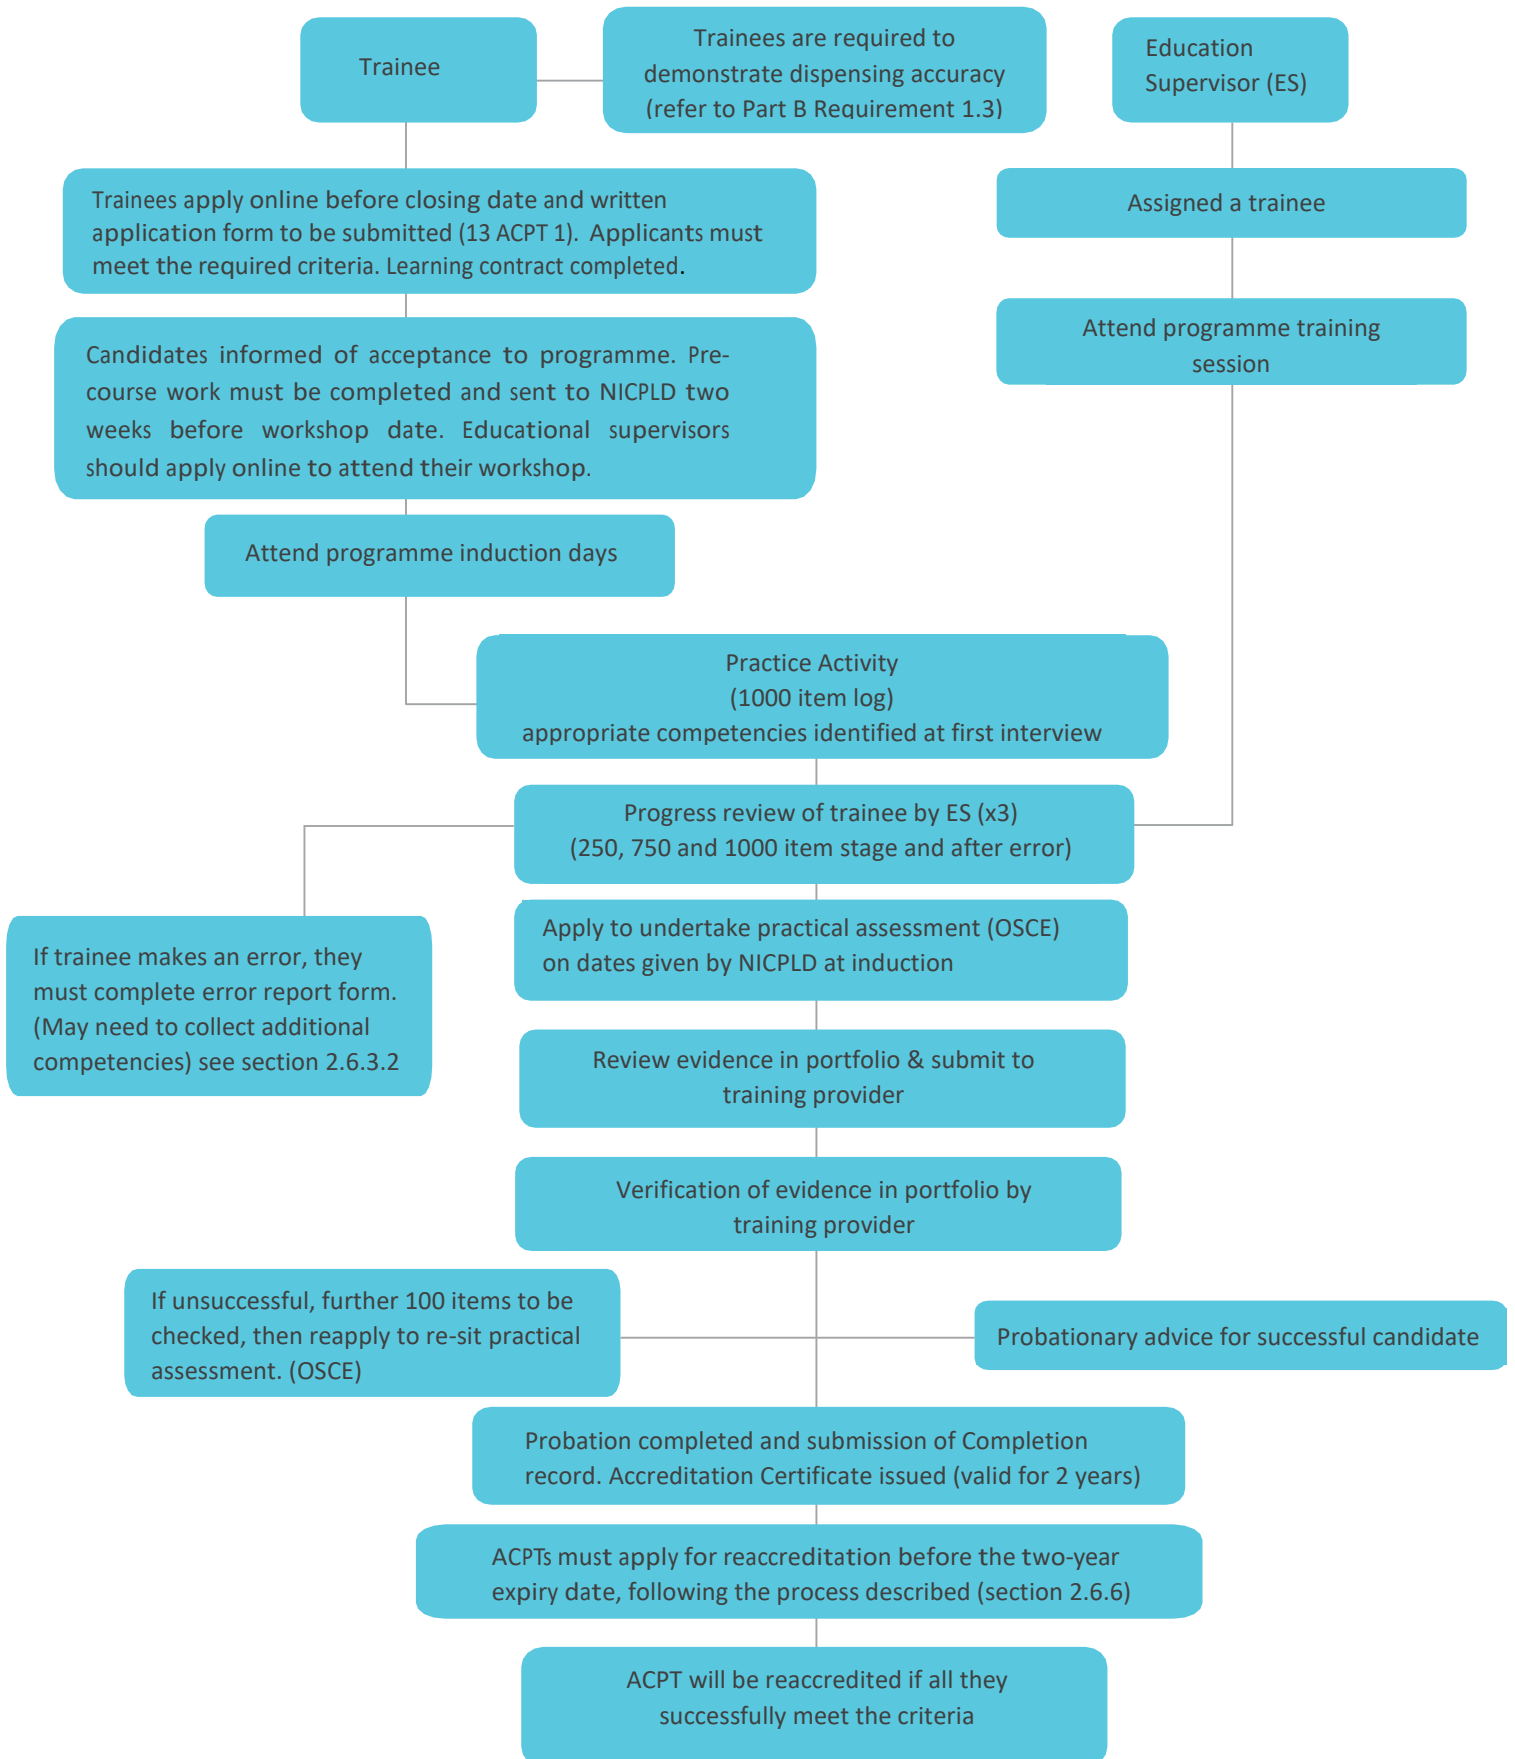 Trainee
Trainees are required to
demonstrate dispensing accuracy
(refer to Part B Requirement 1.3)
Education
Supervisor (ES)
Trainees apply online before closing date and written
application form to be submitted (13 ACPT 1). Applicants must
meet the required criteria. Learning contract completed.
Assigned a trainee
Candidates informed of acceptance to programme. Pre-
course work must be completed and sent to NICPLD two
weeks before workshop date. Educational supervisors
should apply online to attend their workshop.
Attend programme training
session
Attend programme induction days
Practice Activity
(1000 item log)
appropriate competencies identified at first interview
Progress review of trainee by ES (x3)
(250, 750 and 1000 item stage and after error)
If trainee makes an error, they
must complete error report form.
(May need to collect additional
competencies) see section 2.6.3.2
Apply to undertake practical assessment (OSCE)
on dates given by NICPLD at induction
Review evidence in portfolio & submit to
training provider
Verification of evidence in portfolio by
training provider
If unsuccessful, further 100 items to be
checked, then reapply to re-sit practical
assessment. (OSCE)
Probationary advice for successful candidate
Probation completed and submission of Completion
record. Accreditation Certificate issued (valid for 2 years)
ACPTs must apply for reaccreditation before the two-year
expiry date, following the process described (section 2.6.6)
ACPT will be reaccredited if all they
successfully meet the criteria